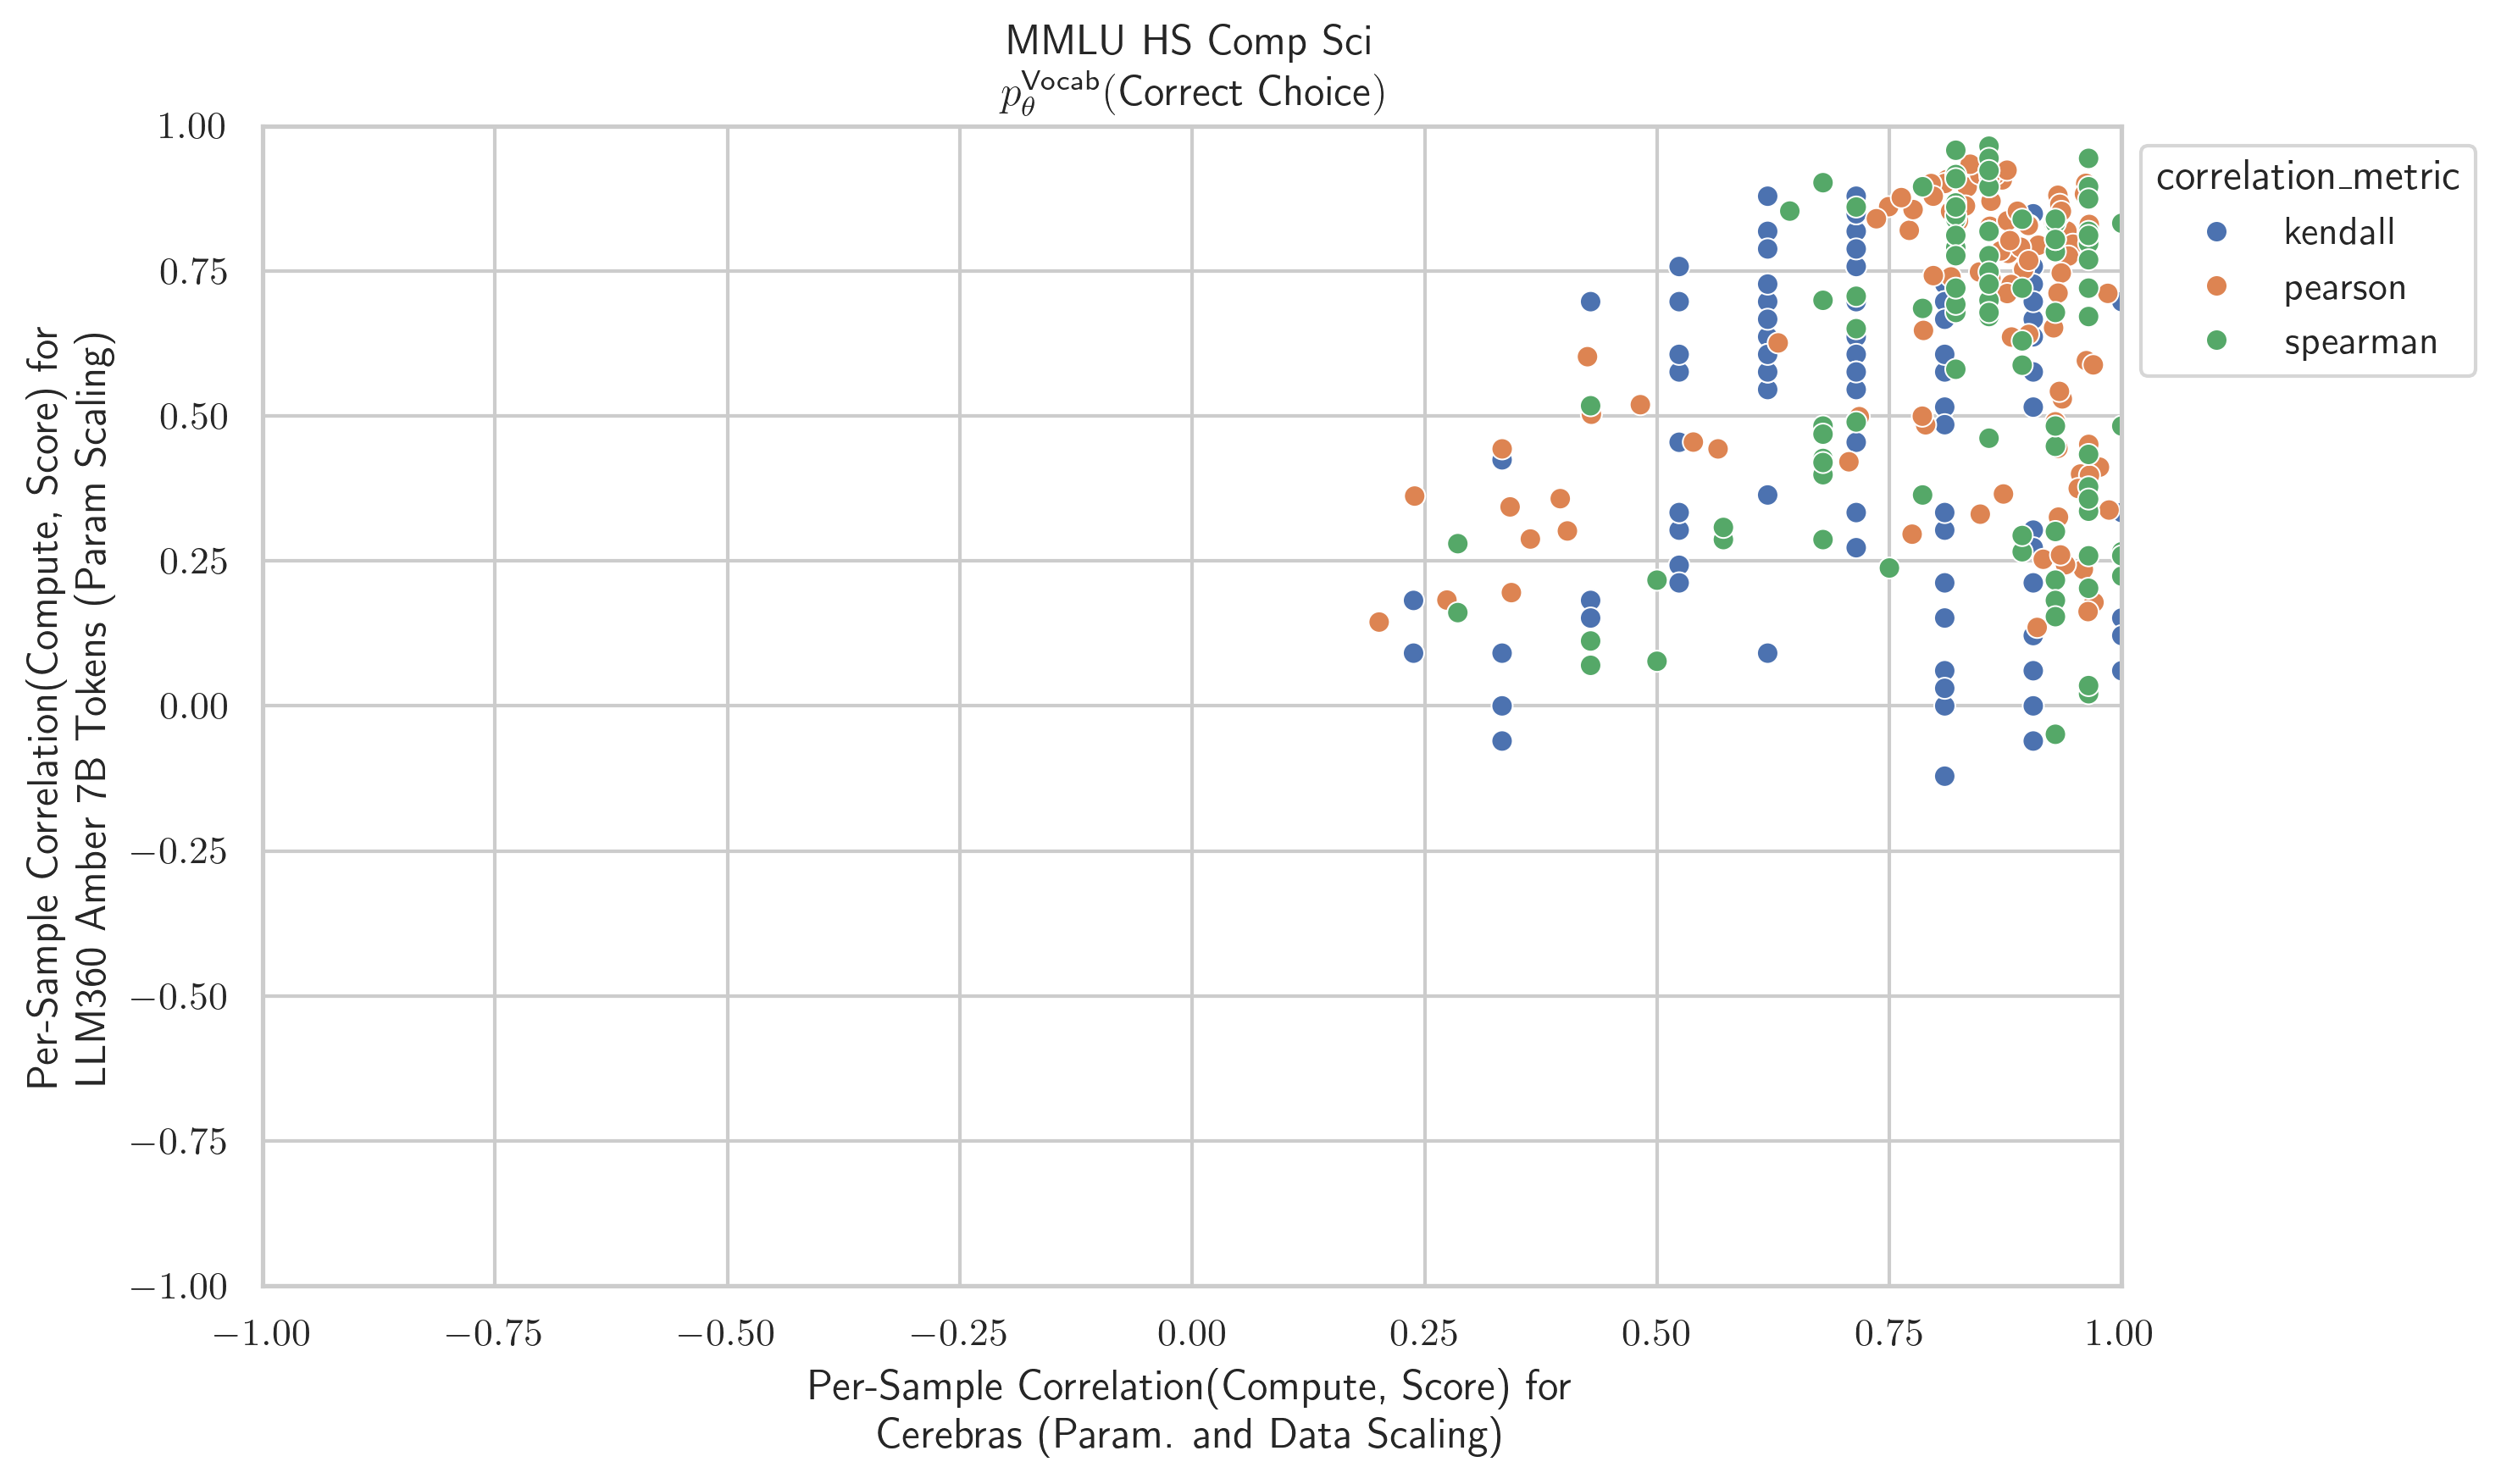 MMLU HS Comp Sci
p_θ^Vocab(Correct Choice)
Per-Sample Correlation(Compute, Score) for
LLM360 Amber 7B Tokens (Param Scaling)
1.00
0.75
0.50
0.25
0.00
−0.25
−0.50
−0.75
−1.00
−1.00 −0.75 −0.50 −0.25 0.00 0.25 0.50 0.75 1.00
Per-Sample Correlation(Compute, Score) for
Cerebras (Param. and Data Scaling)
correlation_metric
kendall
pearson
spearman